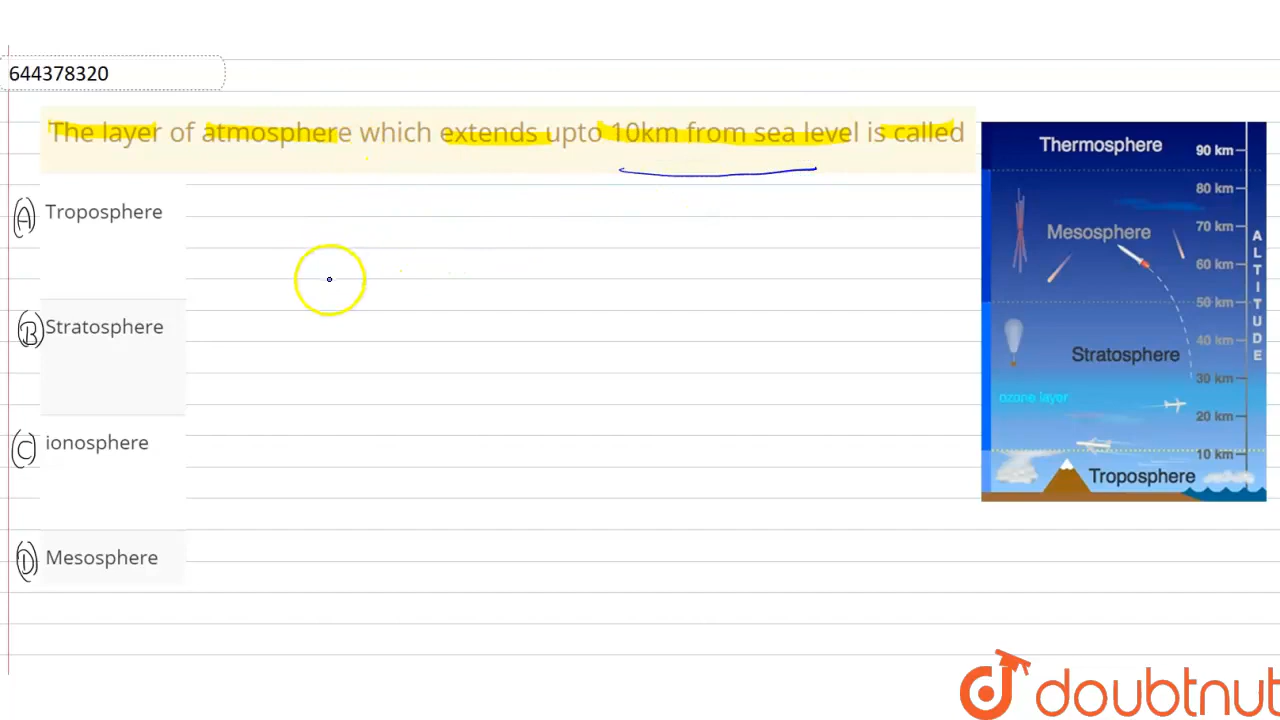 644378320
The layer of atmosphere which extends upto 10km from sea level is called
(A) Troposphere
(B) Stratosphere
(C) ionosphere
(D) Mesosphere
Thermosphere
90 km
80 km
Mesosphere
70 km
60 km
50 km
40 km
Stratosphere
30 km
ozone layer
20 km
10 km
Troposphere
ALTITUDE
doubtnut